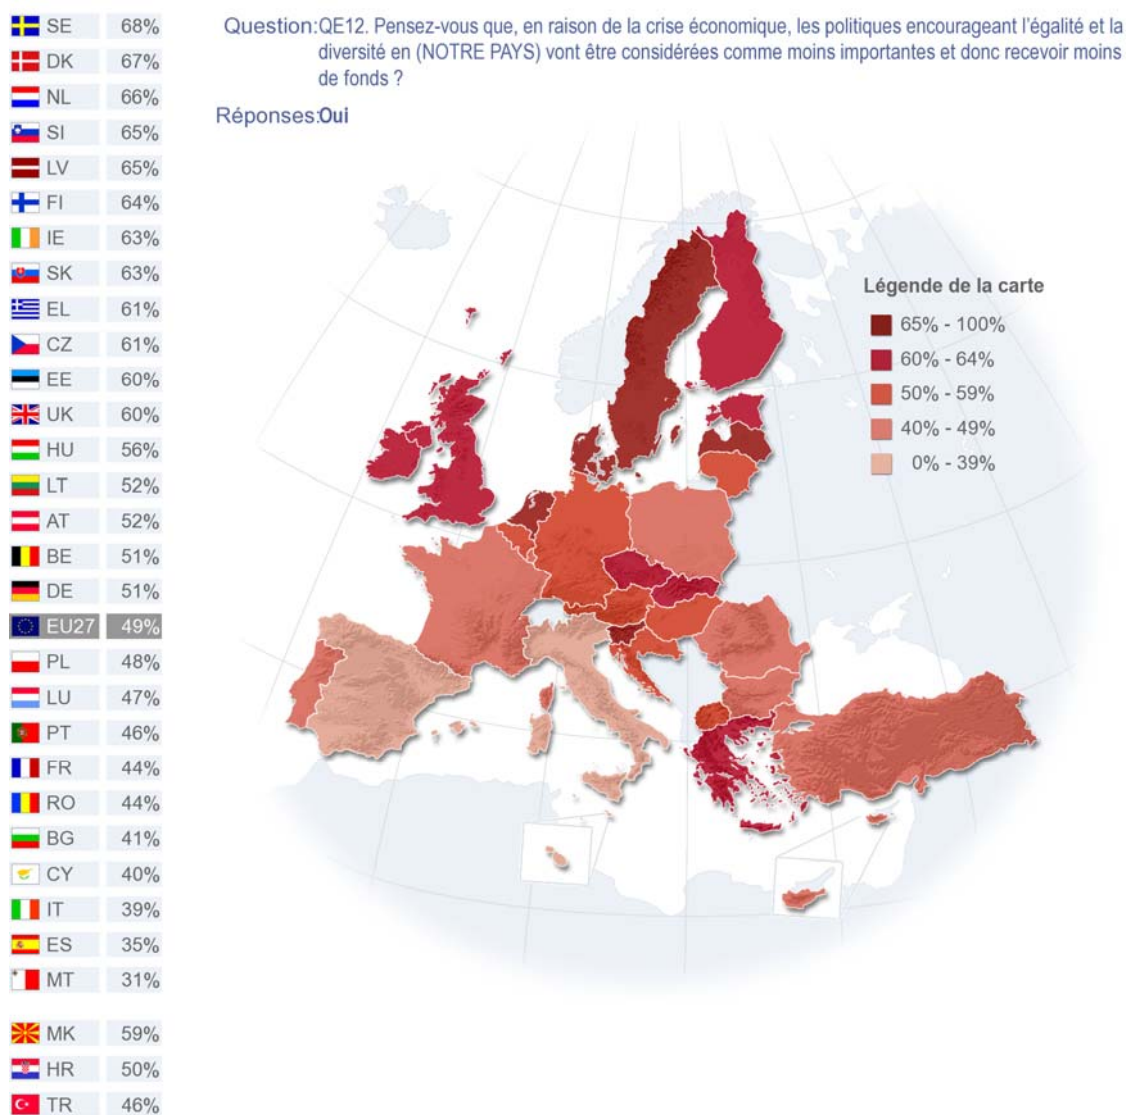 Question:QE12. Pensez-vous que, en raison de la crise économique, les politiques encourageant l'égalité et la
diversité en (NOTRE PAYS) vont être considérées comme moins importantes et donc recevoir moins
de fonds ?
Réponses:Oui
SE 68%
DK 67%
NL 66%
SI 65%
LV 65%
FI 64%
IE 63%
SK 63%
EL 61%
CZ 61%
EE 60%
UK 60%
HU 56%
LT 52%
AT 52%
BE 51%
DE 51%
EU27 49%
PL 48%
LU 47%
PT 46%
FR 44%
RO 44%
BG 41%
CY 40%
IT 39%
ES 35%
MT 31%
MK 59%
HR 50%
TR 46%
Légende de la carte
65% - 100%
60% - 64%
50% - 59%
40% - 49%
0% - 39%